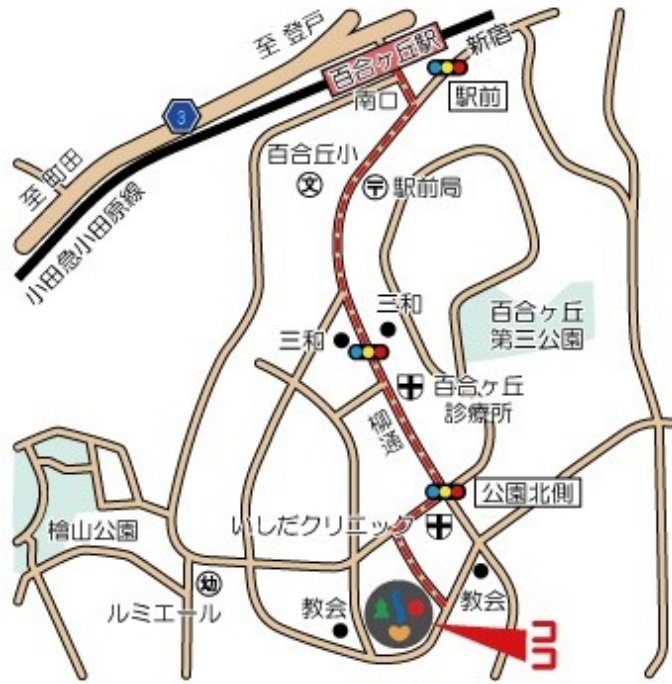 至 登戸
百合ヶ丘駅
新宿
駅前
南口
3
至 町田
小田急小田原線
百合丘小
文
〒
駅前局
三和
三和
百合ヶ丘
第三公園
百合ヶ丘
診療所
柳通
公園北側
いしだクリニック
檜山公園
幼
ルミエール
教会
教会
ココ